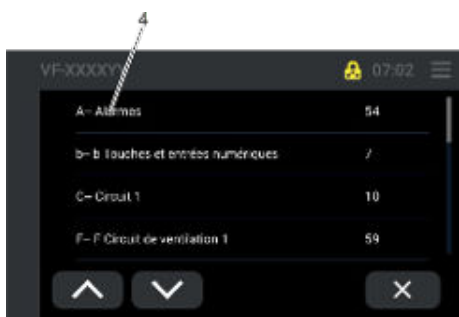 4
VF-XXXXYY 07:02
A- Alarmes 54
b- b Touches et entrées numériques 7
C- Circuit 1 10
F- F Circuit de ventilation 1 59